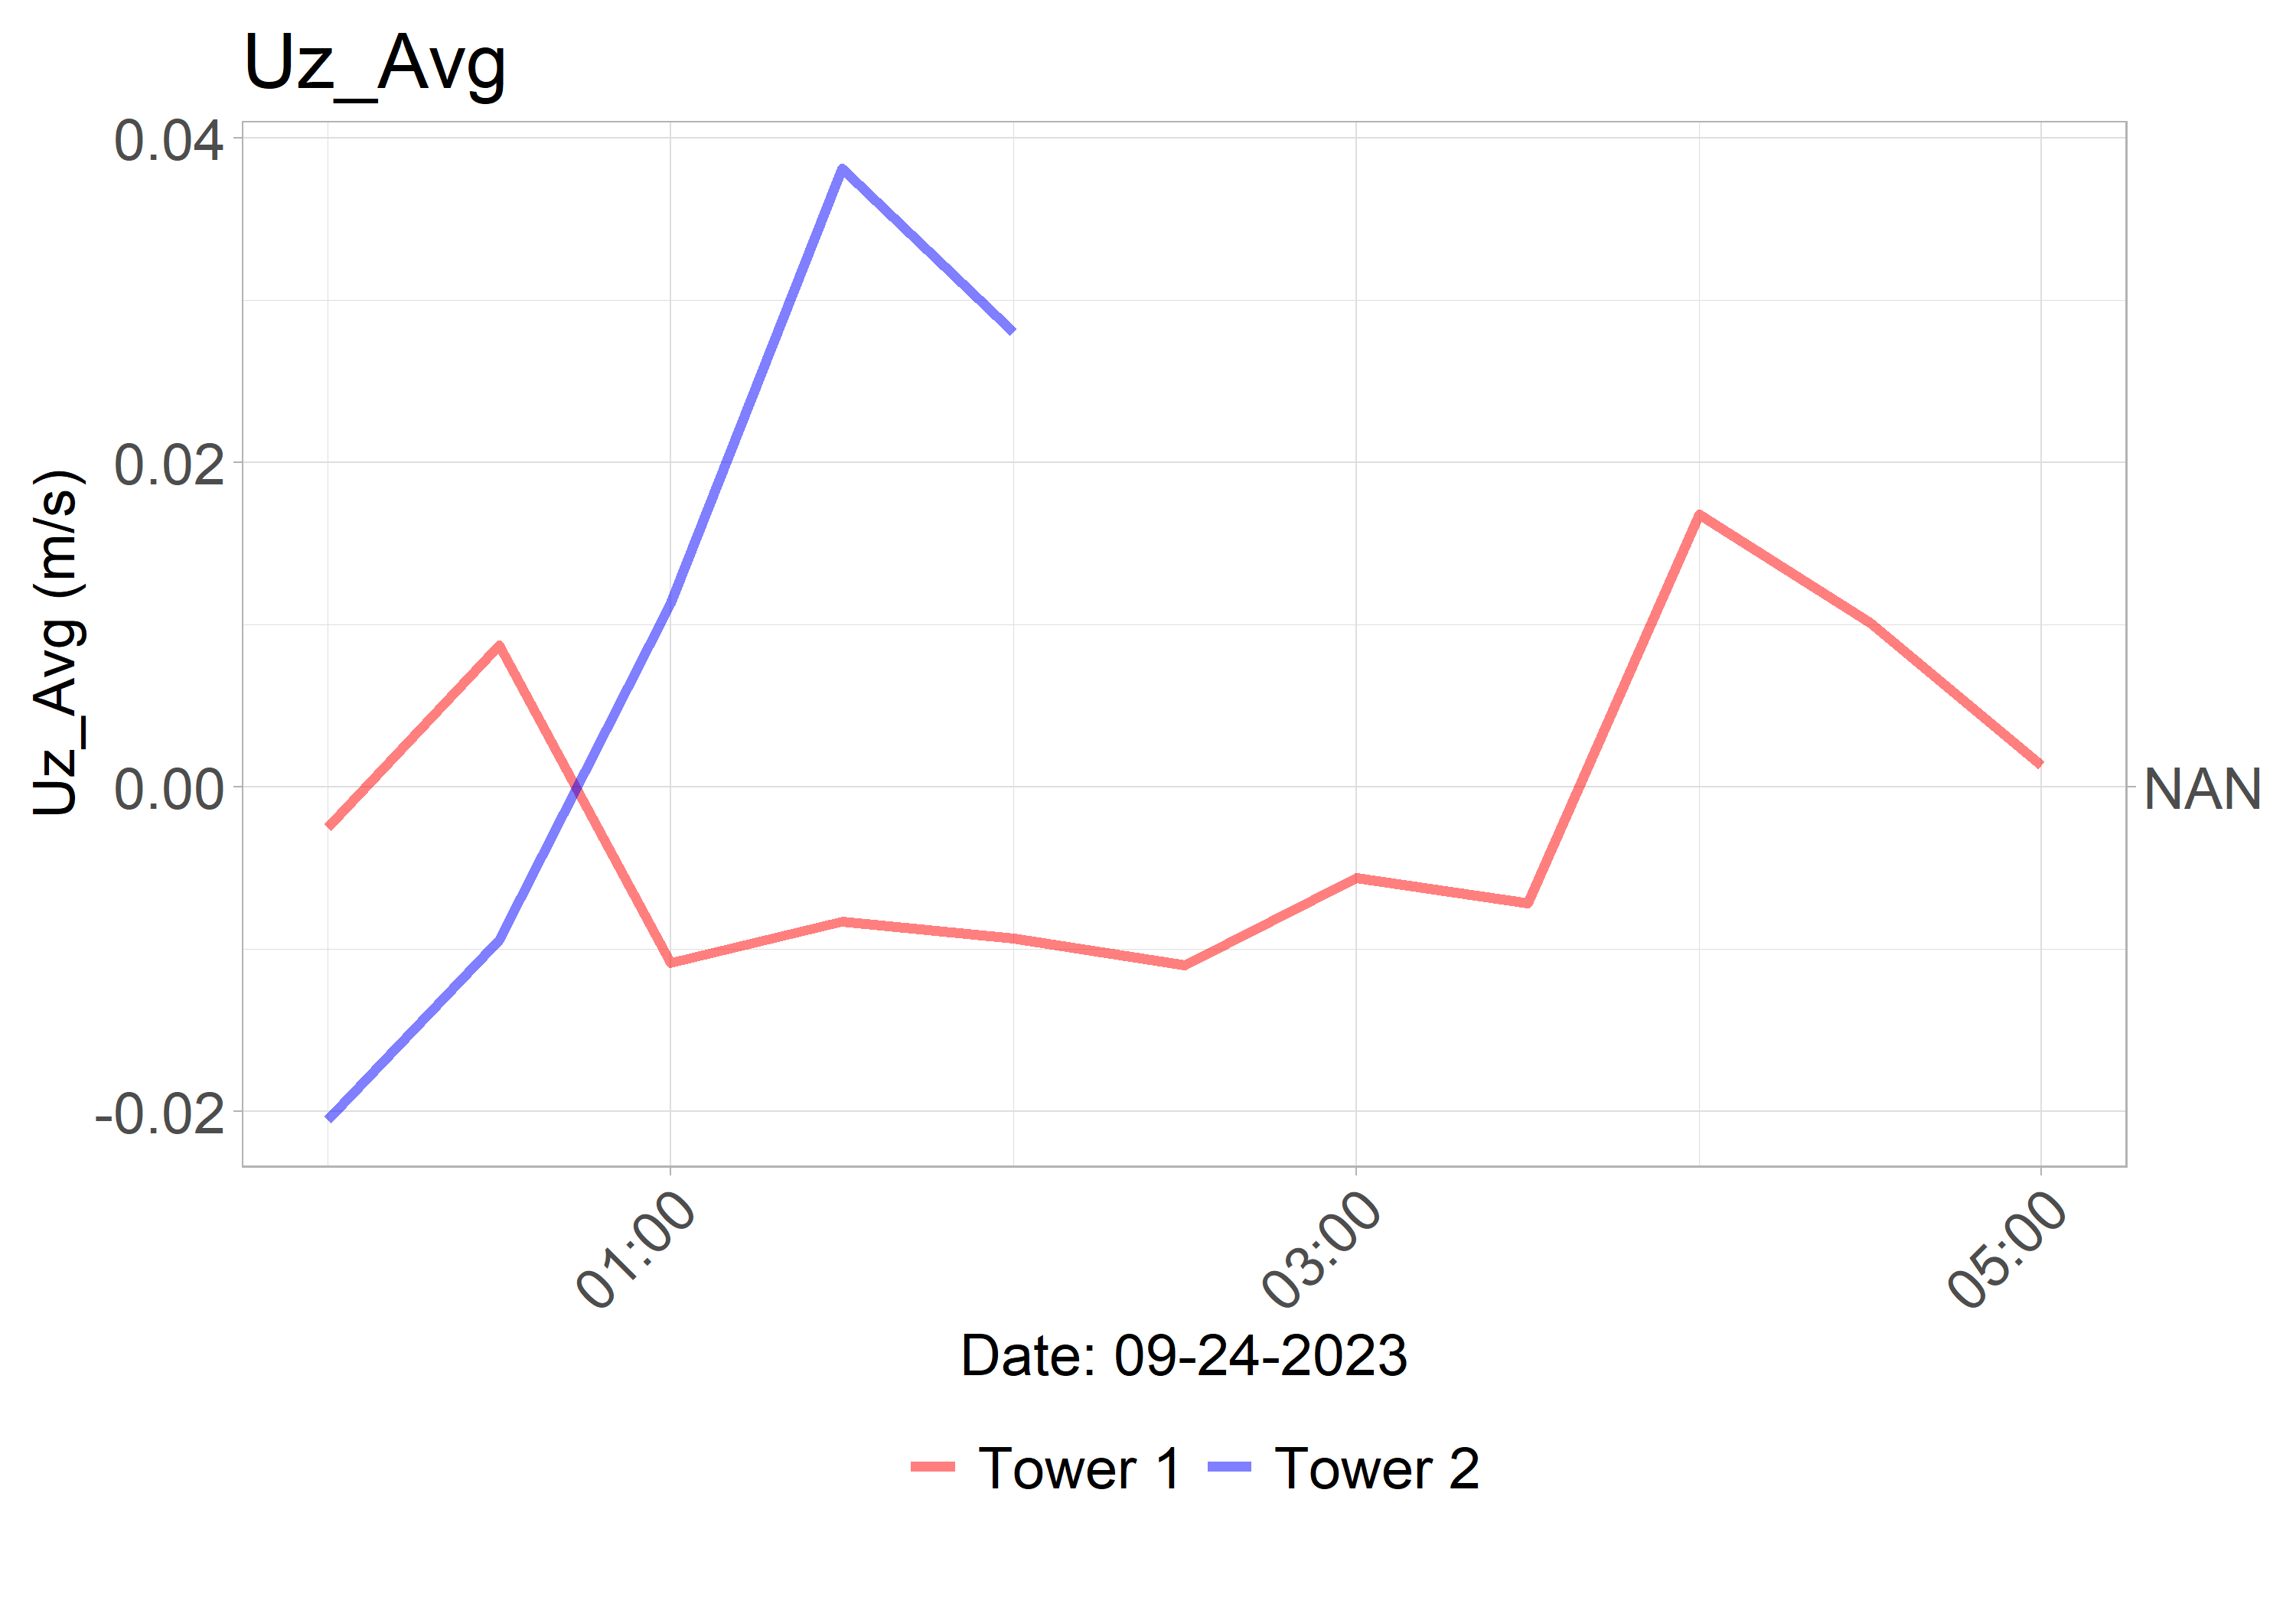 Uz_Avg
0.04
0.02
0.00
-0.02
Uz_Avg (m/s)
NAN
01:00
03:00
05:00
Date: 09-24-2023
Tower 1
Tower 2